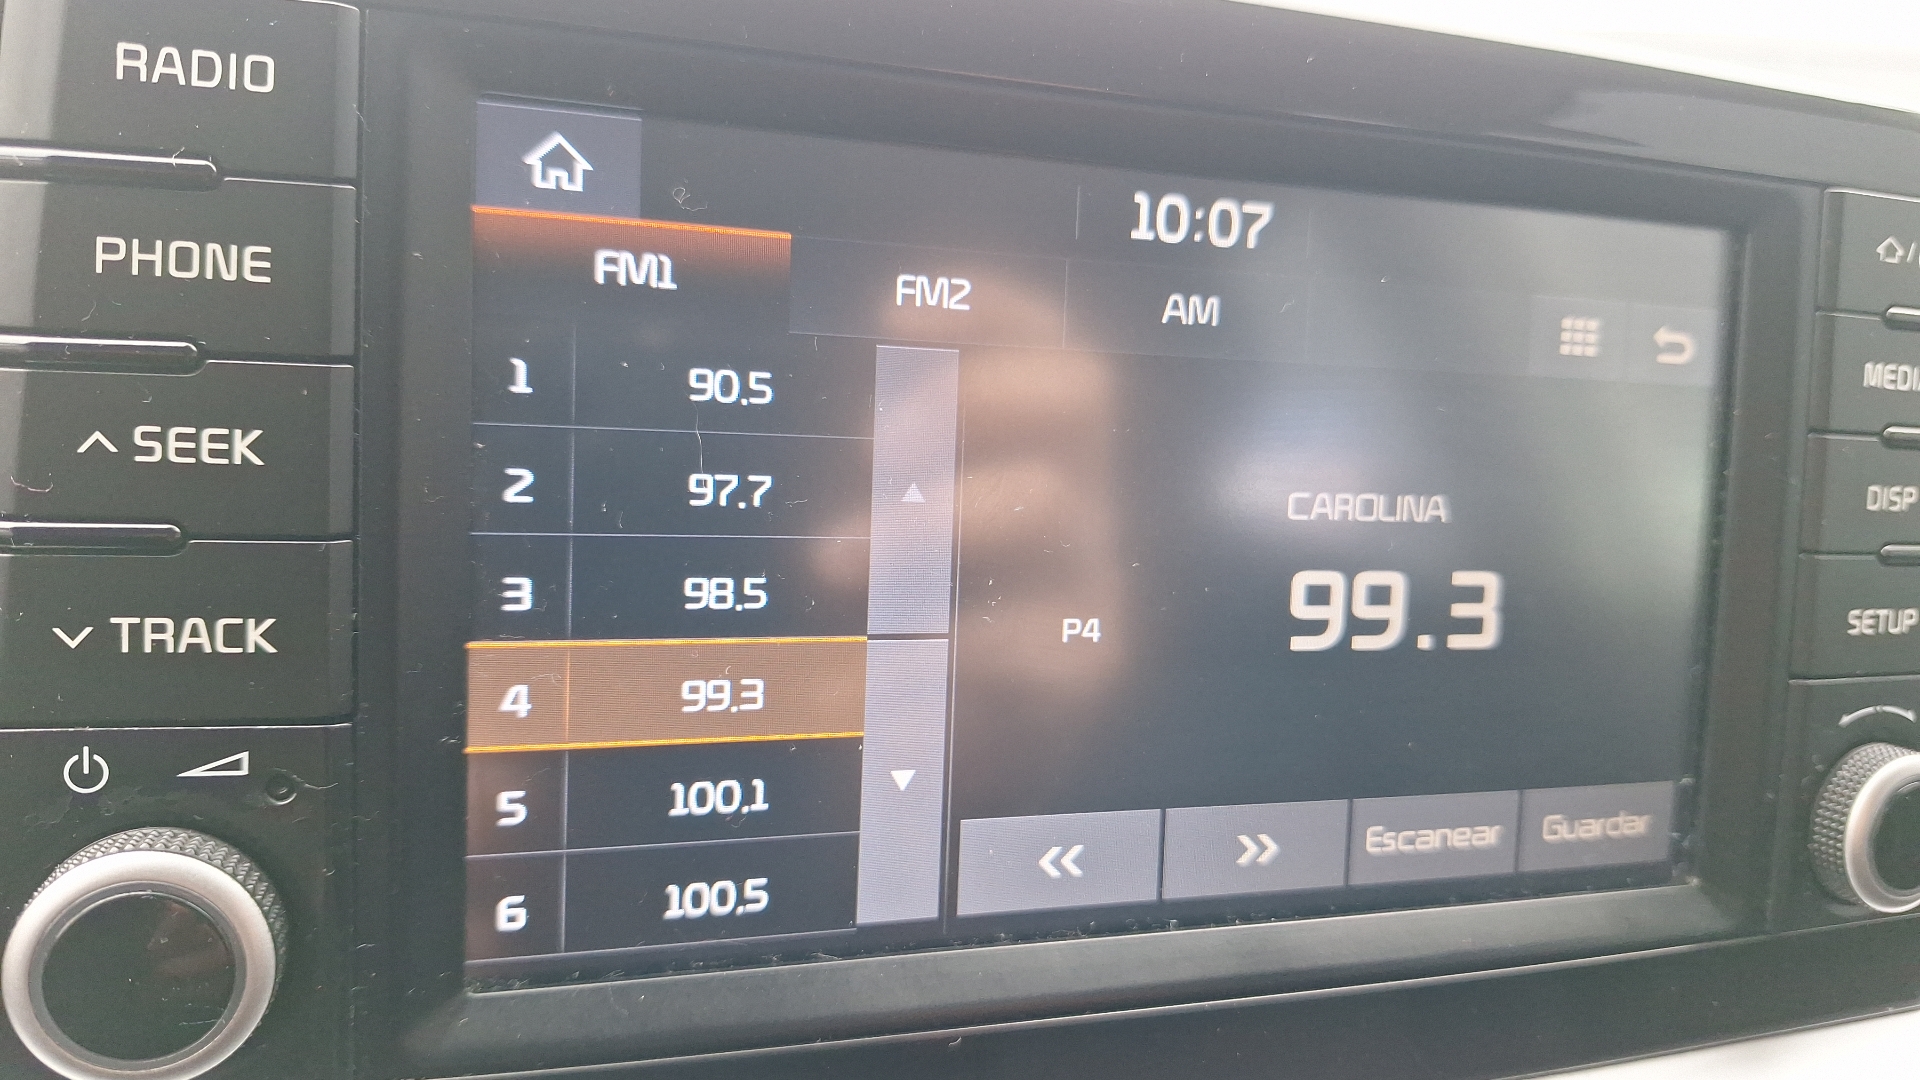 RADIO
PHONE
SEEK
TRACK
10:07
FM1
FM2
AM
1 90.5
2 97.7
3 98.5
4 99.3
5 100.1
6 100.5
CAROLINA
P4
99.3
Escanear
Guardar
DISP
SETUP